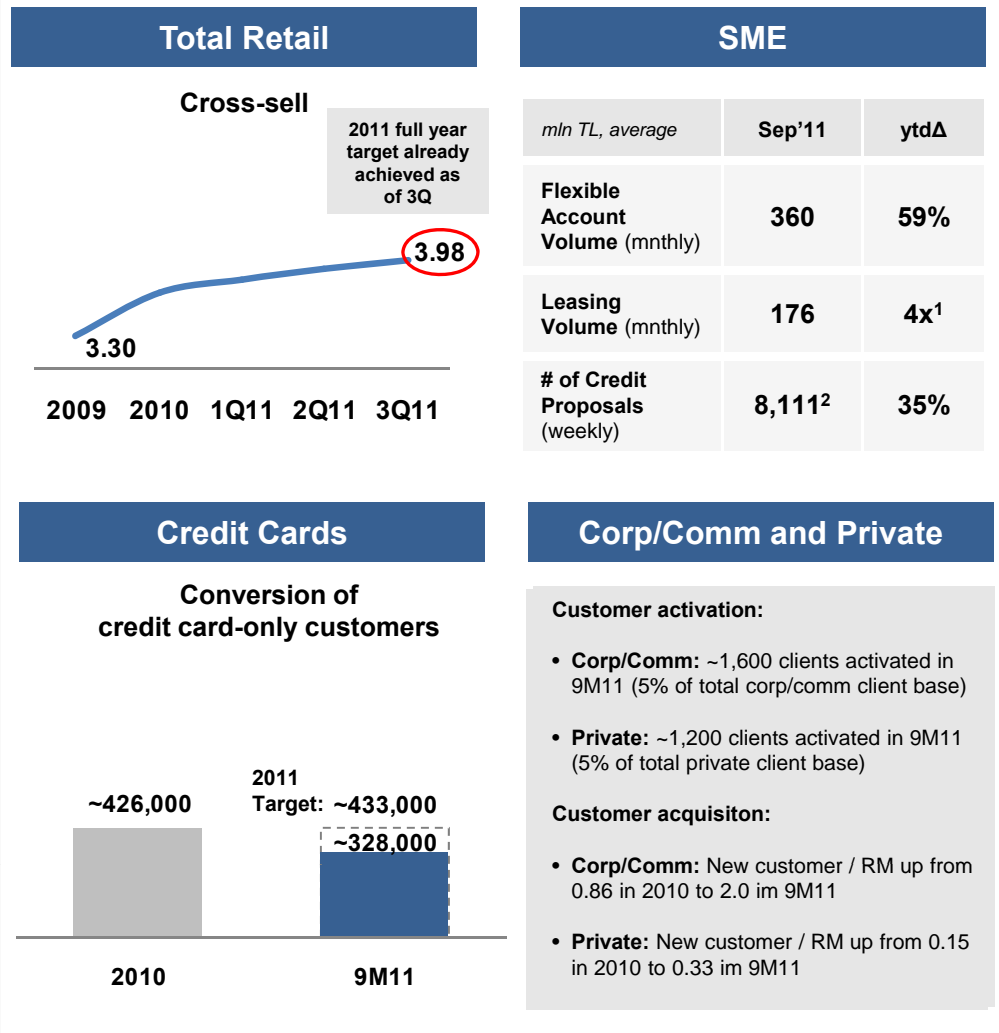 Total Retail
Cross-sell
2011 full year
target already
achieved as
of 3Q
3.98
3.30
2009 2010 1Q11 2Q11 3Q11
SME
mln TL, average Sep’11 ytdΔ
Flexible
Account
Volume (mnthly)
360 59%
Leasing
Volume (mnthly)
176 4x¹
# of Credit
Proposals
(weekly)
8,111² 35%
Credit Cards
Conversion of
credit card-only customers
~426,000
2011
Target: ~433,000
~328,000
2010 9M11
Corp/Comm and Private
Customer activation:
• Corp/Comm: ~1,600 clients activated in
9M11 (5% of total corp/comm client base)
• Private: ~1,200 clients activated in 9M11
(5% of total private client base)
Customer acquisiton:
• Corp/Comm: New customer / RM up from
0.86 in 2010 to 2.0 im 9M11
• Private: New customer / RM up from 0.15
in 2010 to 0.33 im 9M11